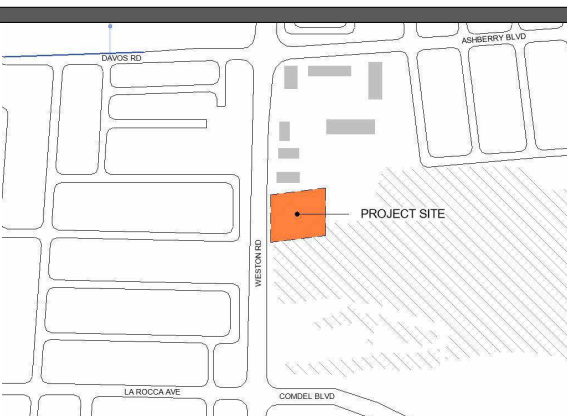 ASHBERRY BLVD
DAVOS RD
PROJECT SITE
WESTON RD
LA ROCCA AVE
COMDEL BLVD